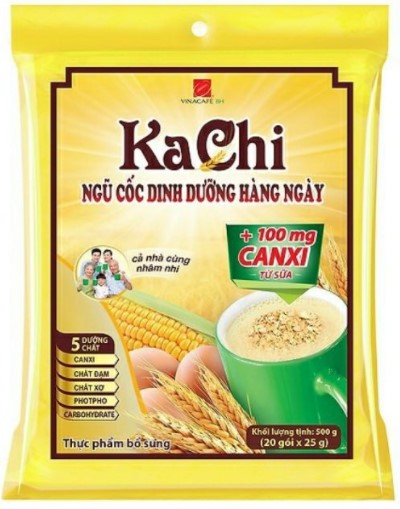 VINACAFÉ BH
KaChi
NGŨ CỐC DINH DƯỠNG HÀNG NGÀY
+ 100 mg
CANXI
TỪ SỮA
cả nhà cùng
nhâm nhi
5 DƯỠNG
CHẤT
CANXI
CHẤT ĐẠM
CHẤT XƠ
PHOTPHO
CARBOHYDRATE
Thực phẩm bổ sung
Khối lượng tịnh: 500 g
(20 gói x 25 g)